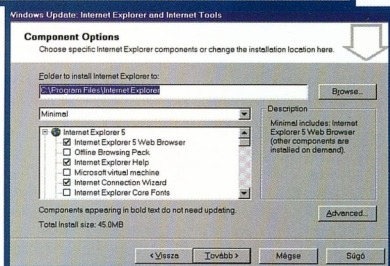 Windows Update: Internet Explorer and Internet Tools
Component Options
Choose specific Internet Explorer components or change the installation location here.
Folder to install Internet Explorer to:
C:\Program Files\Internet Explorer
Browse...
Minimal
Description
Minimal includes: Internet
Explorer 5 Web Browser
(other components are
installed on demand).
Internet Explorer 5
Internet Explorer 5 Web Browser
Offline Browsing Pack
Internet Explorer Help
Microsoft virtual machine
Internet Connection Wizard
Internet Explorer Core Fonts
Components appearing in bold text do not need updating.
Total Install size: 45.0MB
Advanced...
< Vissza
Tovább >
Mégse
Súgó